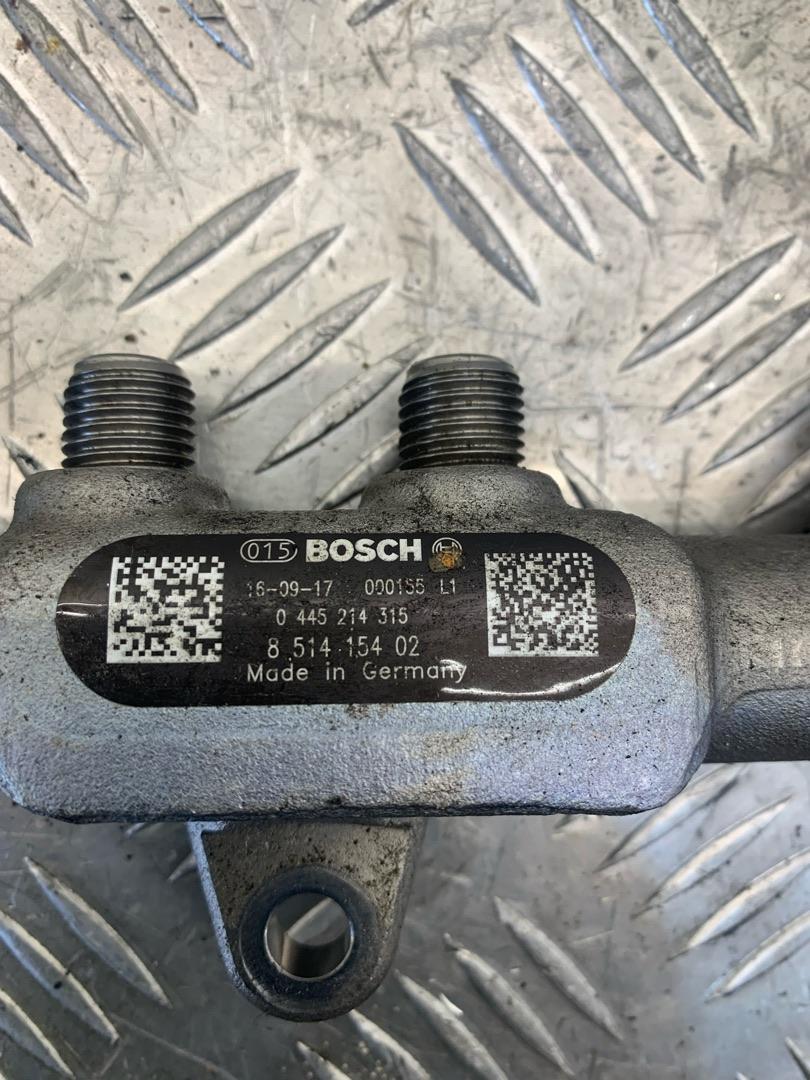 015 BOSCH
16-09-17 000155 L1
0 445 214 315
8 514 154 02
Made in Germany